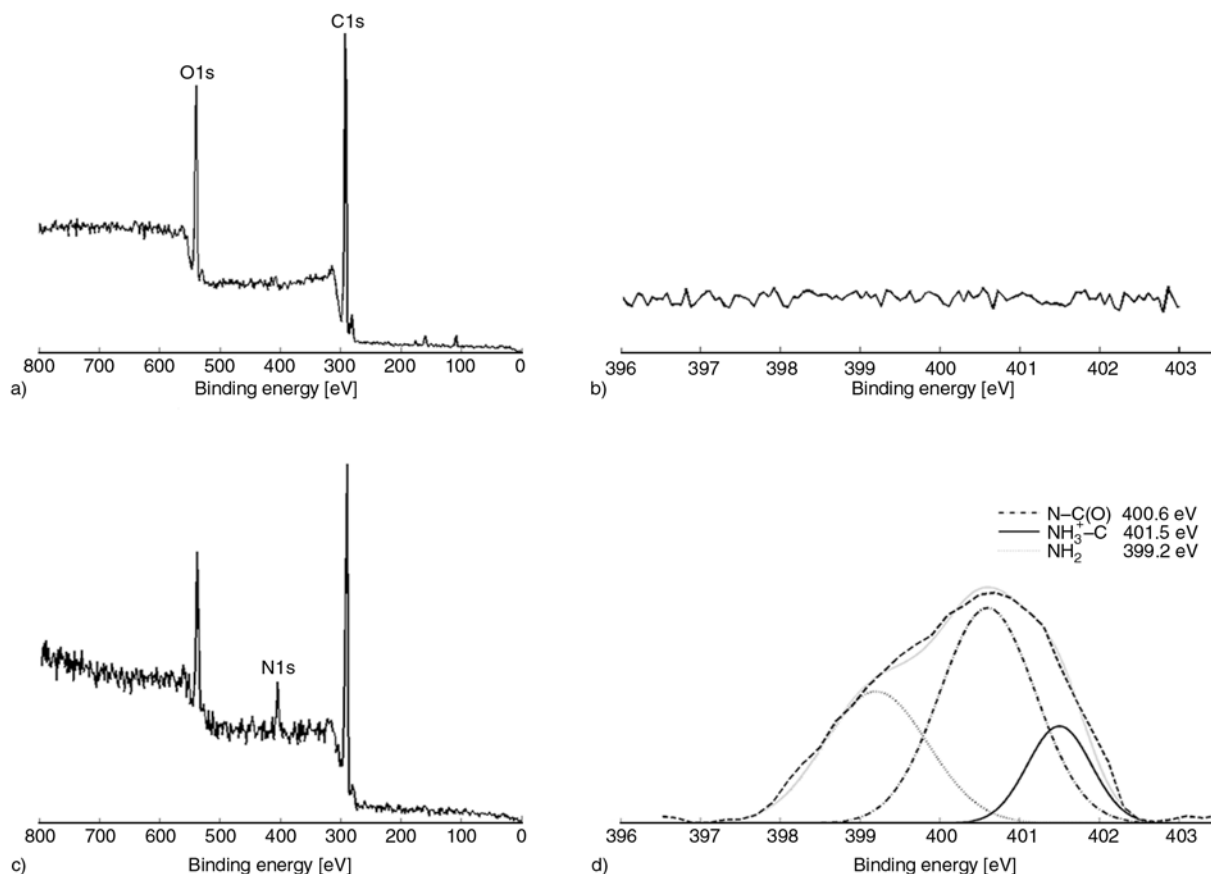 C1s
O1s
800 700 600 500 400 300 200 100 0
Binding energy [eV]
a)
396 397 398 399 400 401 402 403
Binding energy [eV]
b)
N1s
800 700 600 500 400 300 200 100 0
Binding energy [eV]
c)
N–C(O) 400.6 eV
NH₃⁺–C 401.5 eV
NH₂ 399.2 eV
396 397 398 399 400 401 402 403
Binding energy [eV]
d)